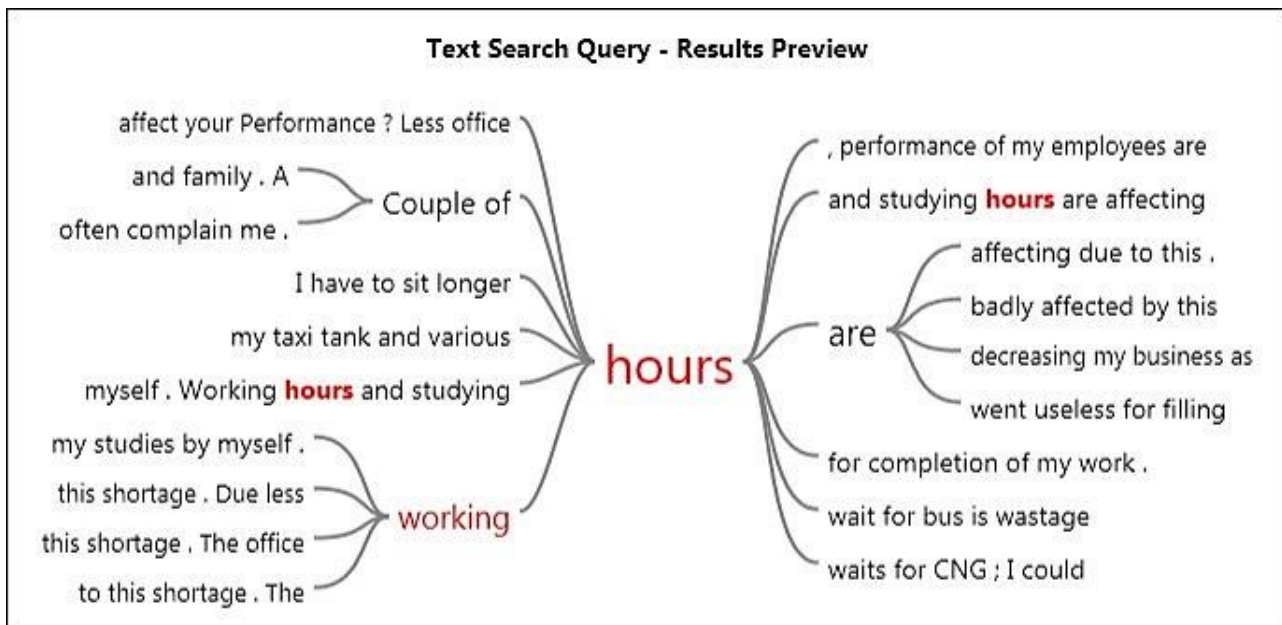 Text Search Query - Results Preview
affect your Performance ? Less office
and family . A
often complain me .
Couple of
I have to sit longer
my taxi tank and various
myself . Working hours and studying
my studies by myself .
this shortage . Due less
this shortage . The office
to this shortage . The
working
hours
, performance of my employees are
and studying hours are affecting
are
affecting due to this .
badly affected by this
decreasing my business as
went useless for filling
for completion of my work .
wait for bus is wastage
waits for CNG ; I could